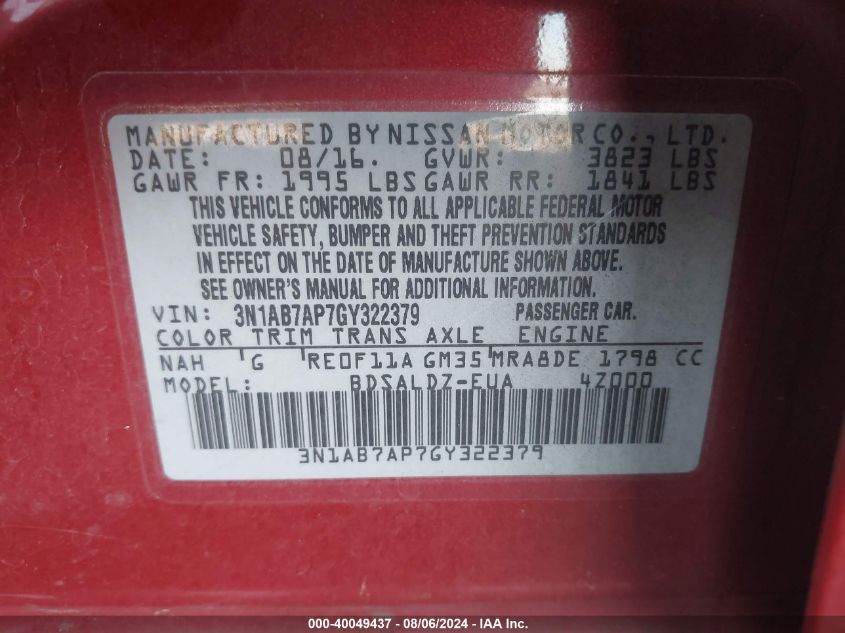 MANUFACTURED BY NISSAN MOTOR CO., LTD.
DATE: 08/16. GVWR: 3823 LBS
GAWR FR: 1995 LBS GAWR RR: 1841 LBS
THIS VEHICLE CONFORMS TO ALL APPLICABLE FEDERAL MOTOR
VEHICLE SAFETY, BUMPER AND THEFT PREVENTION STANDARDS
IN EFFECT ON THE DATE OF MANUFACTURE SHOWN ABOVE.
SEE OWNER'S MANUAL FOR ADDITIONAL INFORMATION.
VIN: 3N1AB7AP7GY322379 PASSENGER CAR.
COLOR TRIM TRANS AXLE ENGINE
NAH 'G RE0F11A GM35 'MRA8DE 1798 CC
MODEL: BDSALDZ-EUA 4Z000
3N1AB7AP7GY322379
000-40049437 - 08/06/2024 - IAA Inc.